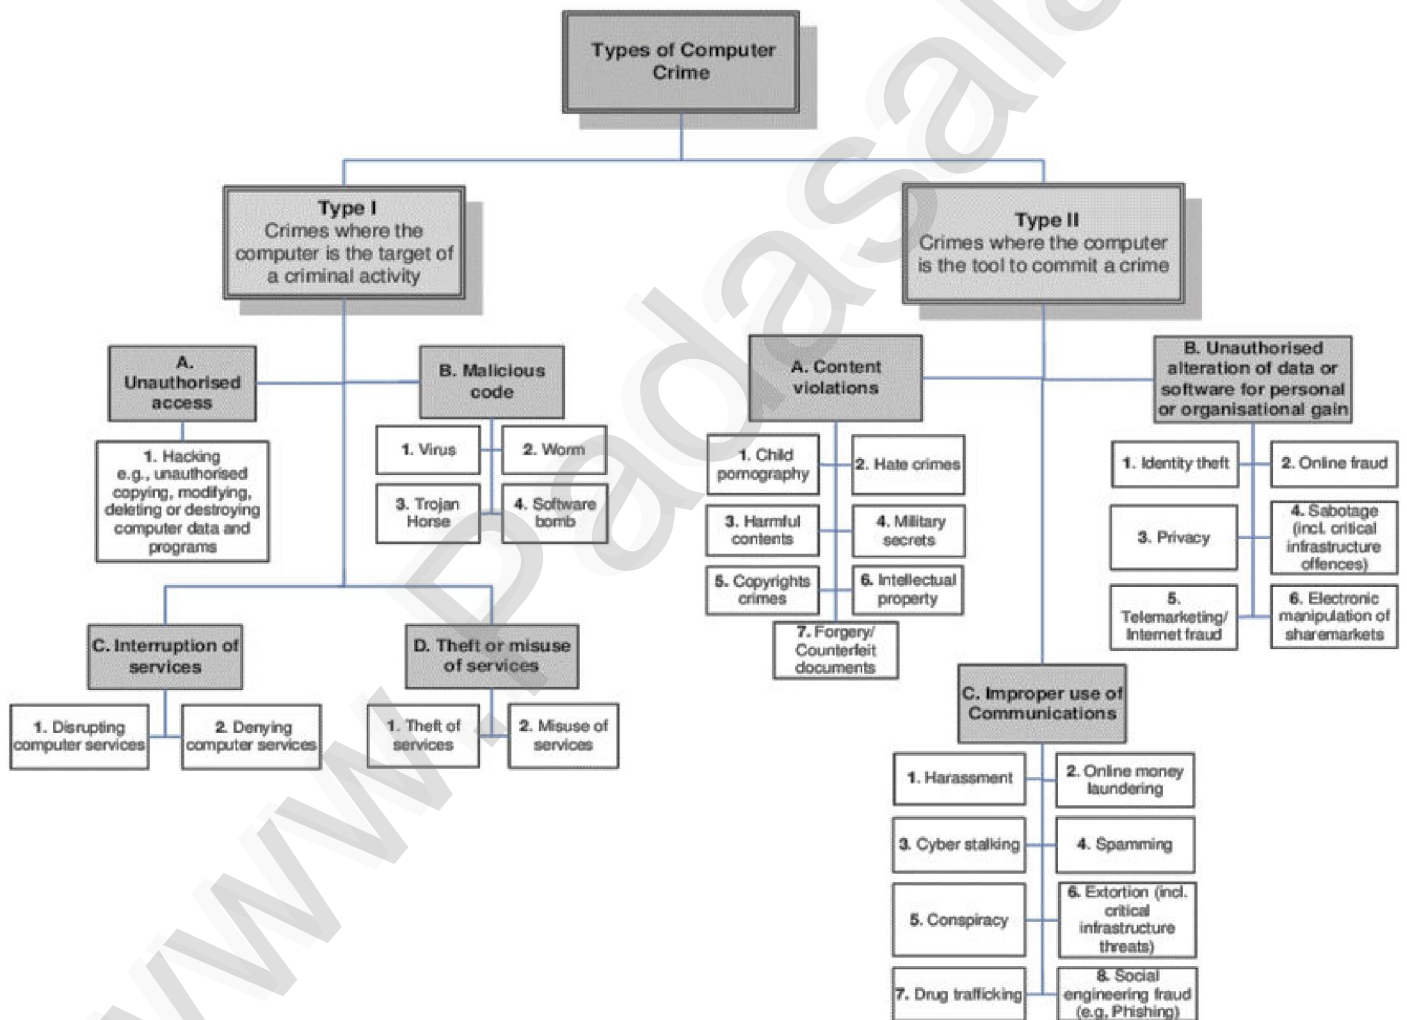 Types of Computer
Crime
Type I
Crimes where the
computer is the target of
a criminal activity
Type II
Crimes where the computer
is the tool to commit a crime
A.
Unauthorised
access
1. Hacking
e.g., unauthorised
copying, modifying,
deleting or destroying
computer data and
programs
B. Malicious
code
1. Virus
2. Worm
3. Trojan
Horse
4. Software
bomb
C. Interruption of
services
1. Disrupting
computer services
2. Denying
computer services
D. Theft or misuse
of services
1. Theft of
services
2. Misuse of
services
A. Content
violations
1. Child
pornography
2. Hate crimes
3. Harmful
contents
4. Military
secrets
5. Copyrights
crimes
6. Intellectual
property
7. Forgery/
Counterfeit
documents
B. Unauthorised
alteration of data or
software for personal
or organisational gain
1. Identity theft
2. Online fraud
3. Privacy
4. Sabotage
(incl. critical
infrastructure
offences)
5.
Telemarketing/
Internet fraud
6. Electronic
manipulation of
sharemarkets
C. Improper use of
Communications
1. Harassment
2. Online money
laundering
3. Cyber stalking
4. Spamming
5. Conspiracy
6. Extortion (incl.
critical
infrastructure
threats)
7. Drug trafficking
8. Social
engineering fraud
(e.g, Phishing)
www.Padasala